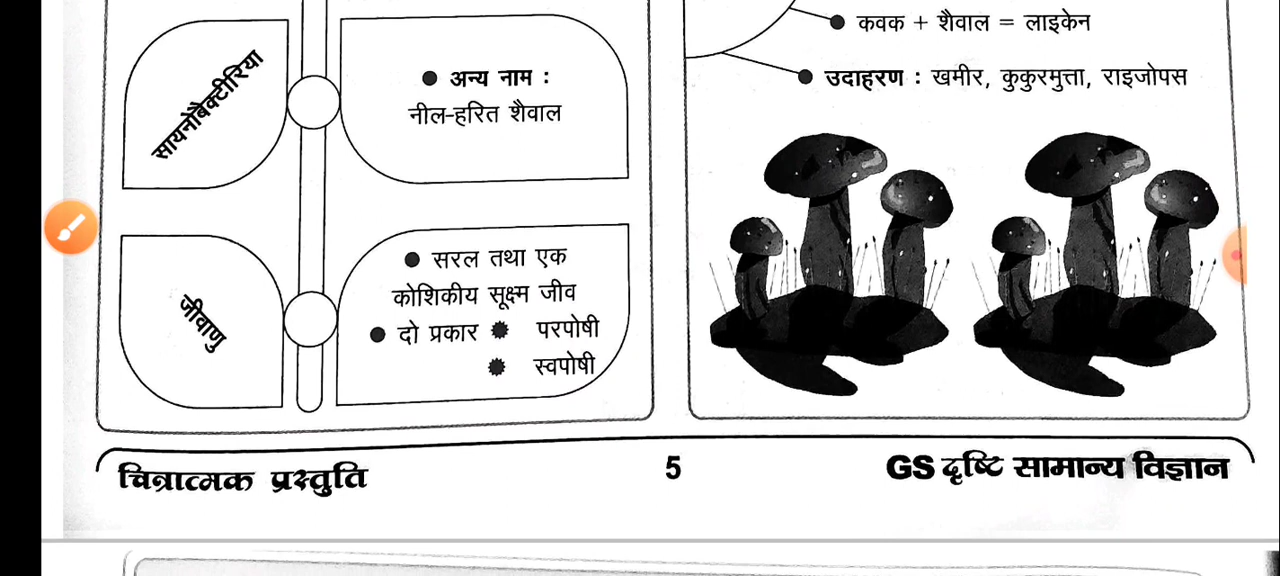 सायनोबैक्टीरिया
● अन्य नाम :
नील-हरित शैवाल
जीवाणु
● सरल तथा एक
कोशिकीय सूक्ष्म जीव
● दो प्रकार परपोषी
स्वपोषी
● कवक + शैवाल = लाइकेन
● उदाहरण : खमीर, कुकुरमुत्ता, राइजोपस
चित्रात्मक प्रस्तुति 5 GS दृष्टि सामान्य विज्ञान